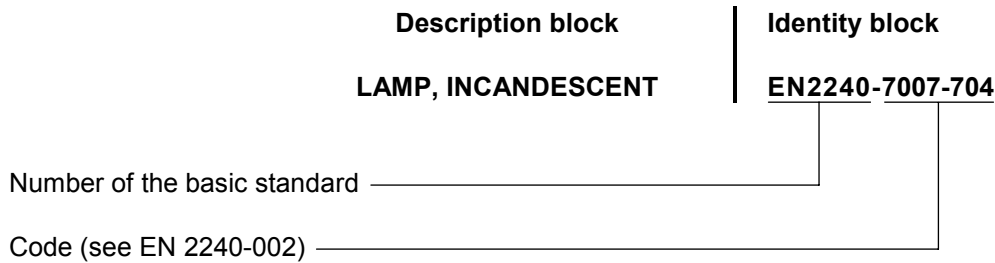 Description block Identity block
LAMP, INCANDESCENT EN2240-7007-704
Number of the basic standard
Code (see EN 2240-002)